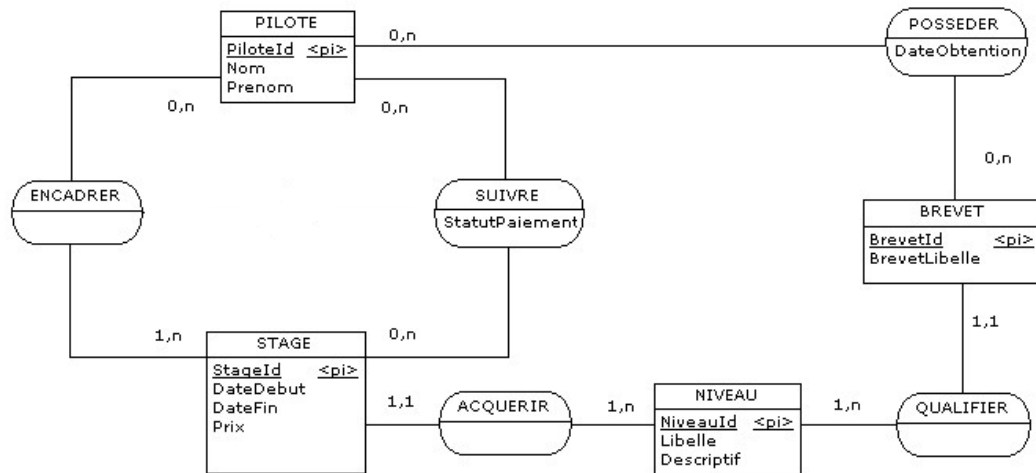 PILOTE
PiloteId <pi>
Nom
Prenom
0,n
POSSEDER
DateObtention
0,n
0,n
0,n
ENCADRER
SUIVRE
StatutPaiement
BREVET
BrevetId <pi>
BrevetLibelle
1,n
0,n
1,1
STAGE
StageId <pi>
DateDebut
DateFin
Prix
1,1
ACQUERIR
1,n
NIVEAU
NiveauId <pi>
Libelle
Descriptif
1,n
QUALIFIER